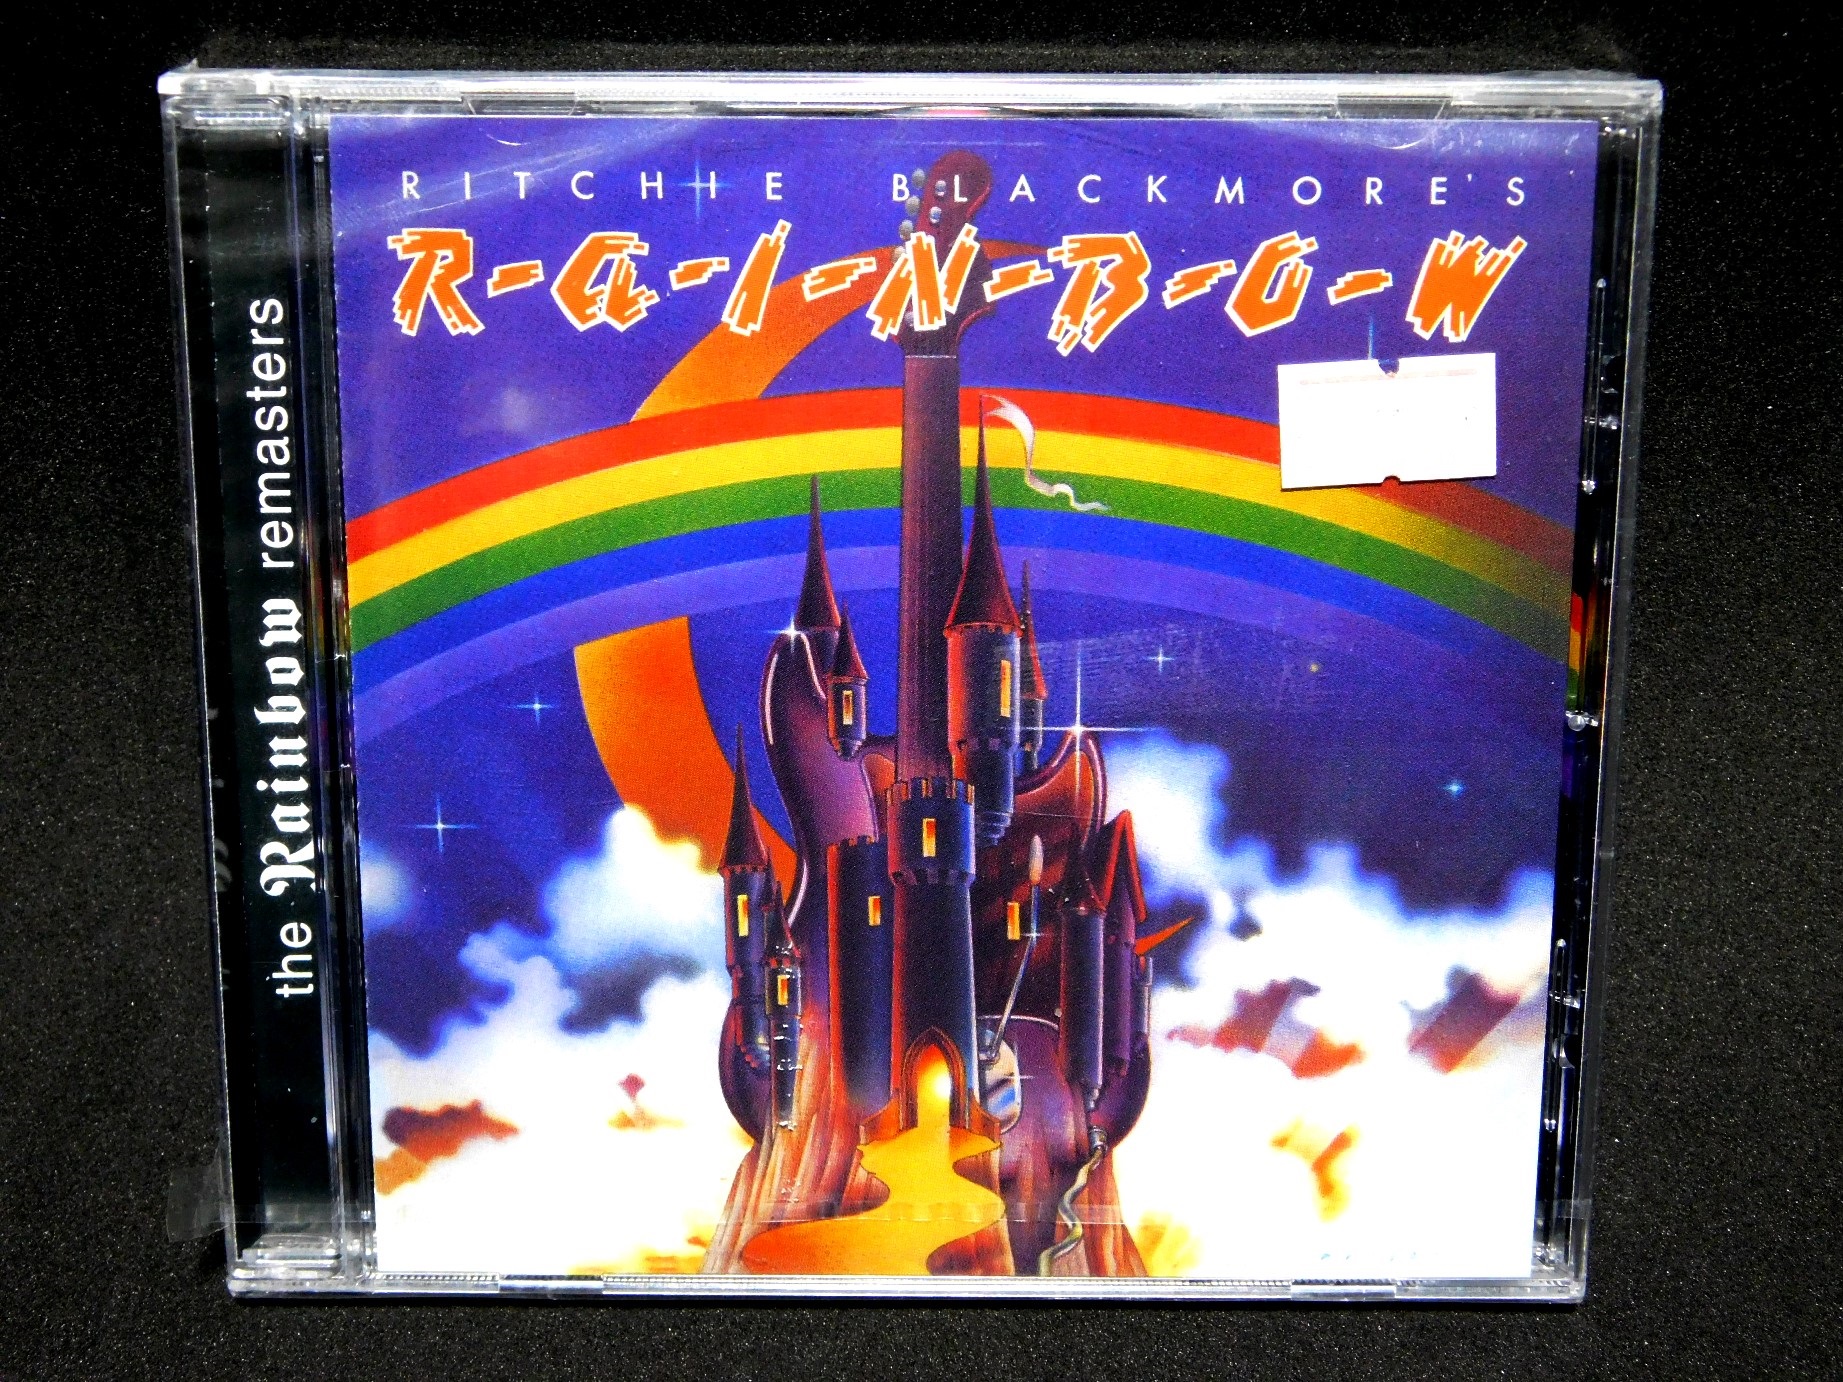 RITCHIE BLACKMORE'S
R-A-I-N-B-O-W
the Rainbow remasters